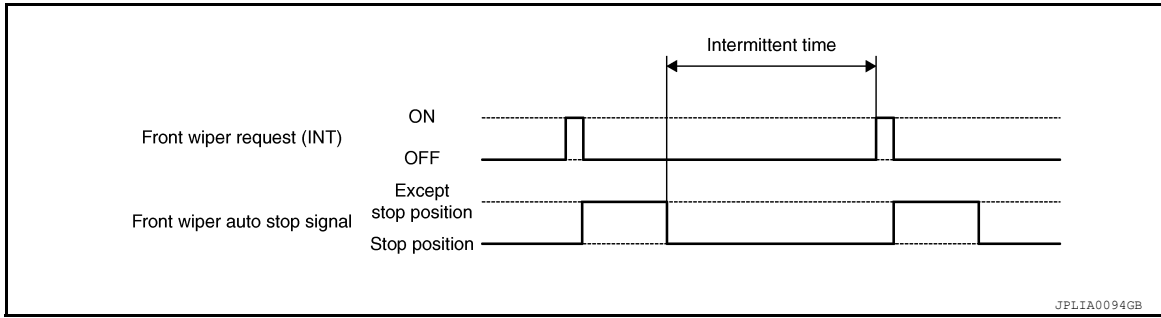 Intermittent time
Front wiper request (INT)
ON
OFF
Front wiper auto stop signal
Except
stop position
Stop position
JPLIA0094GB